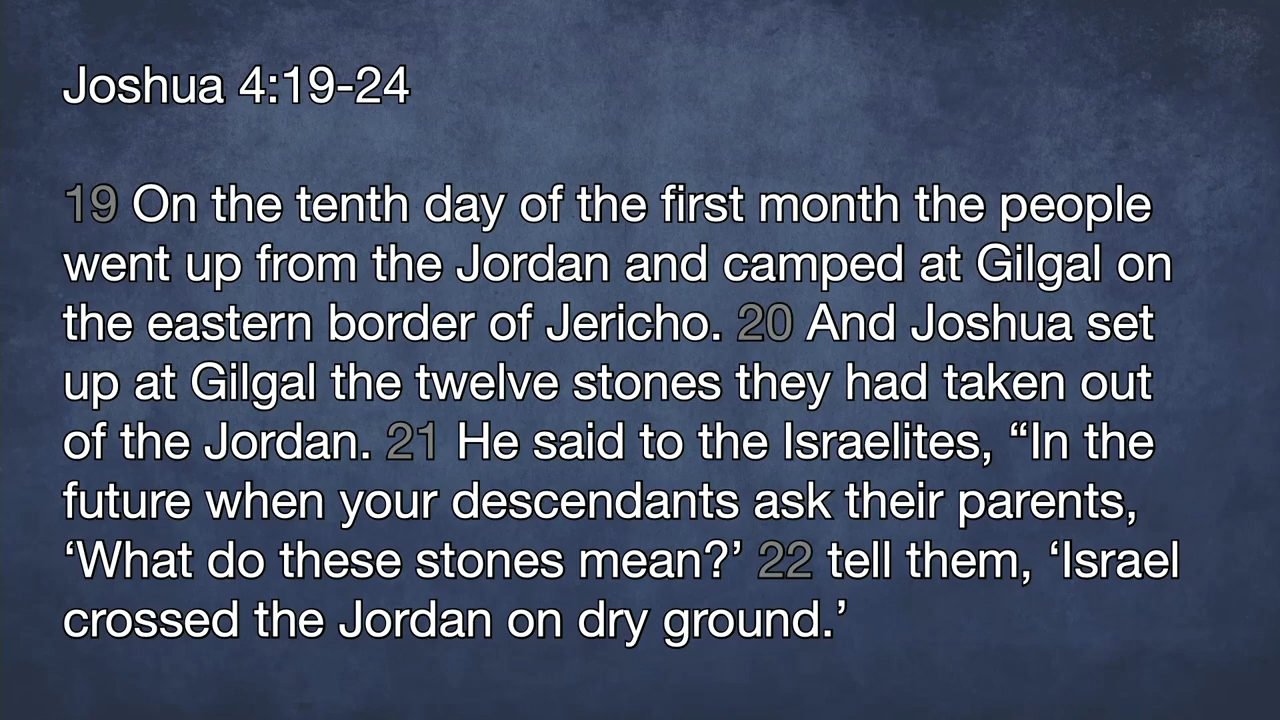 Joshua 4:19-24
19 On the tenth day of the first month the people
went up from the Jordan and camped at Gilgal on
the eastern border of Jericho. 20 And Joshua set
up at Gilgal the twelve stones they had taken out
of the Jordan. 21 He said to the Israelites, “In the
future when your descendants ask their parents,
‘What do these stones mean?’ 22 tell them, ‘Israel
crossed the Jordan on dry ground.’